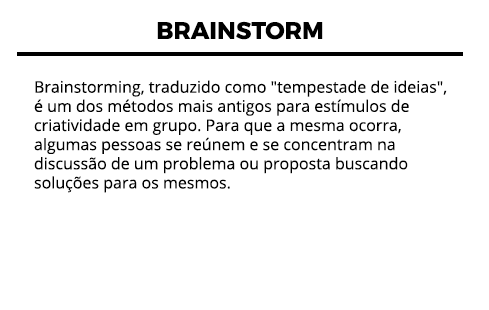 BRAINSTORM
Brainstorming, traduzido como "tempestade de ideias",
é um dos métodos mais antigos para estímulos de
criatividade em grupo. Para que a mesma ocorra,
algumas pessoas se reúnem e se concentram na
discussão de um problema ou proposta buscando
soluções para os mesmos.